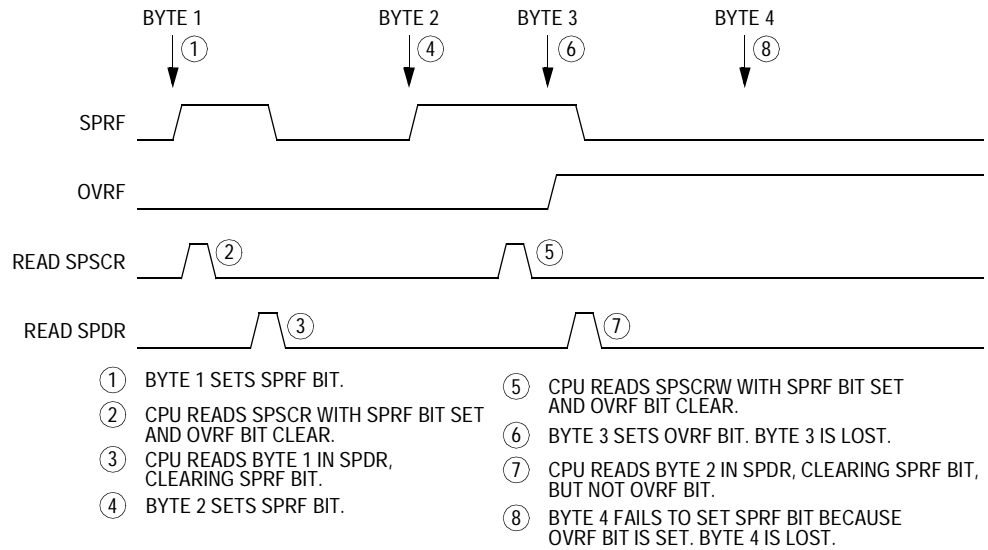 BYTE 1 BYTE 2 BYTE 3 BYTE 4
1 4 6 8
SPRF
OVRF
READ SPSCR 2 5
READ SPDR 3 7
1 BYTE 1 SETS SPRF BIT.
2 CPU READS SPSCR WITH SPRF BIT SET
AND OVRF BIT CLEAR.
3 CPU READS BYTE 1 IN SPDR,
CLEARING SPRF BIT.
4 BYTE 2 SETS SPRF BIT.
5 CPU READS SPSCRW WITH SPRF BIT SET
AND OVRF BIT CLEAR.
6 BYTE 3 SETS OVRF BIT. BYTE 3 IS LOST.
7 CPU READS BYTE 2 IN SPDR, CLEARING SPRF BIT,
BUT NOT OVRF BIT.
8 BYTE 4 FAILS TO SET SPRF BIT BECAUSE
OVRF BIT IS SET. BYTE 4 IS LOST.